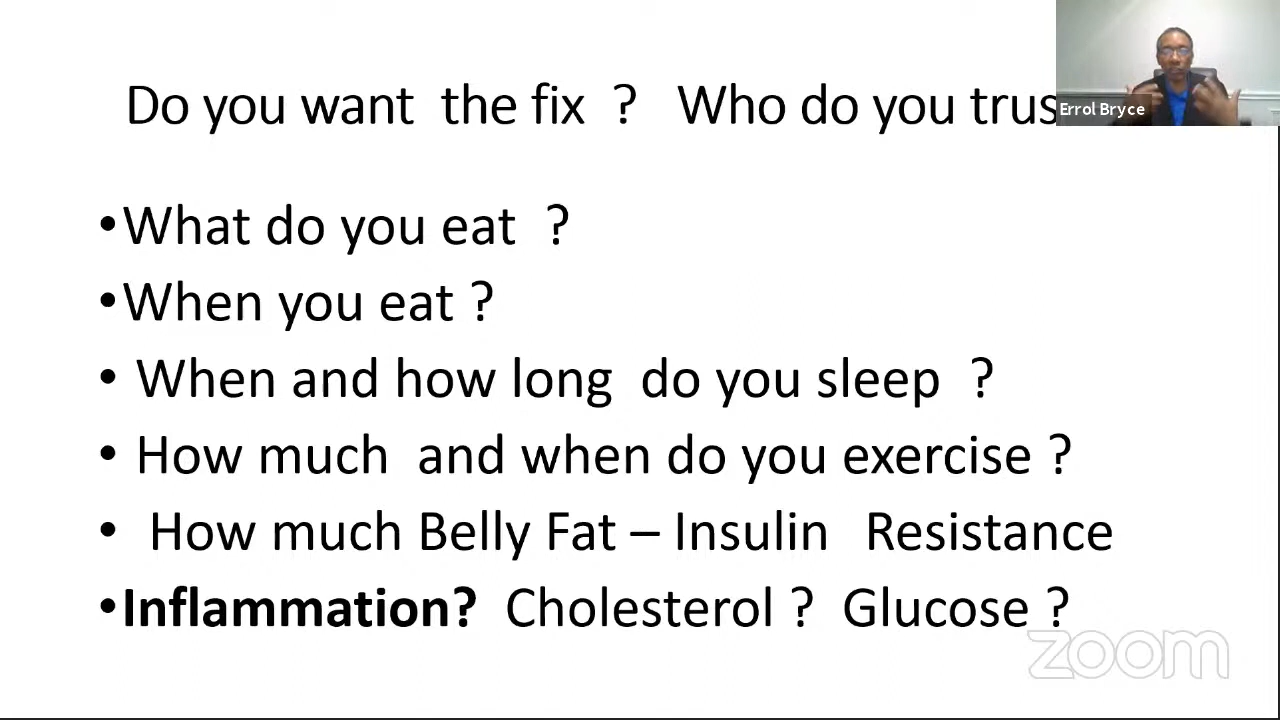 Do you want the fix ? Who do you trus
Errol Bryce
•What do you eat ?
•When you eat ?
• When and how long do you sleep ?
• How much and when do you exercise ?
• How much Belly Fat – Insulin Resistance
•Inflammation? Cholesterol ? Glucose ?
zoom